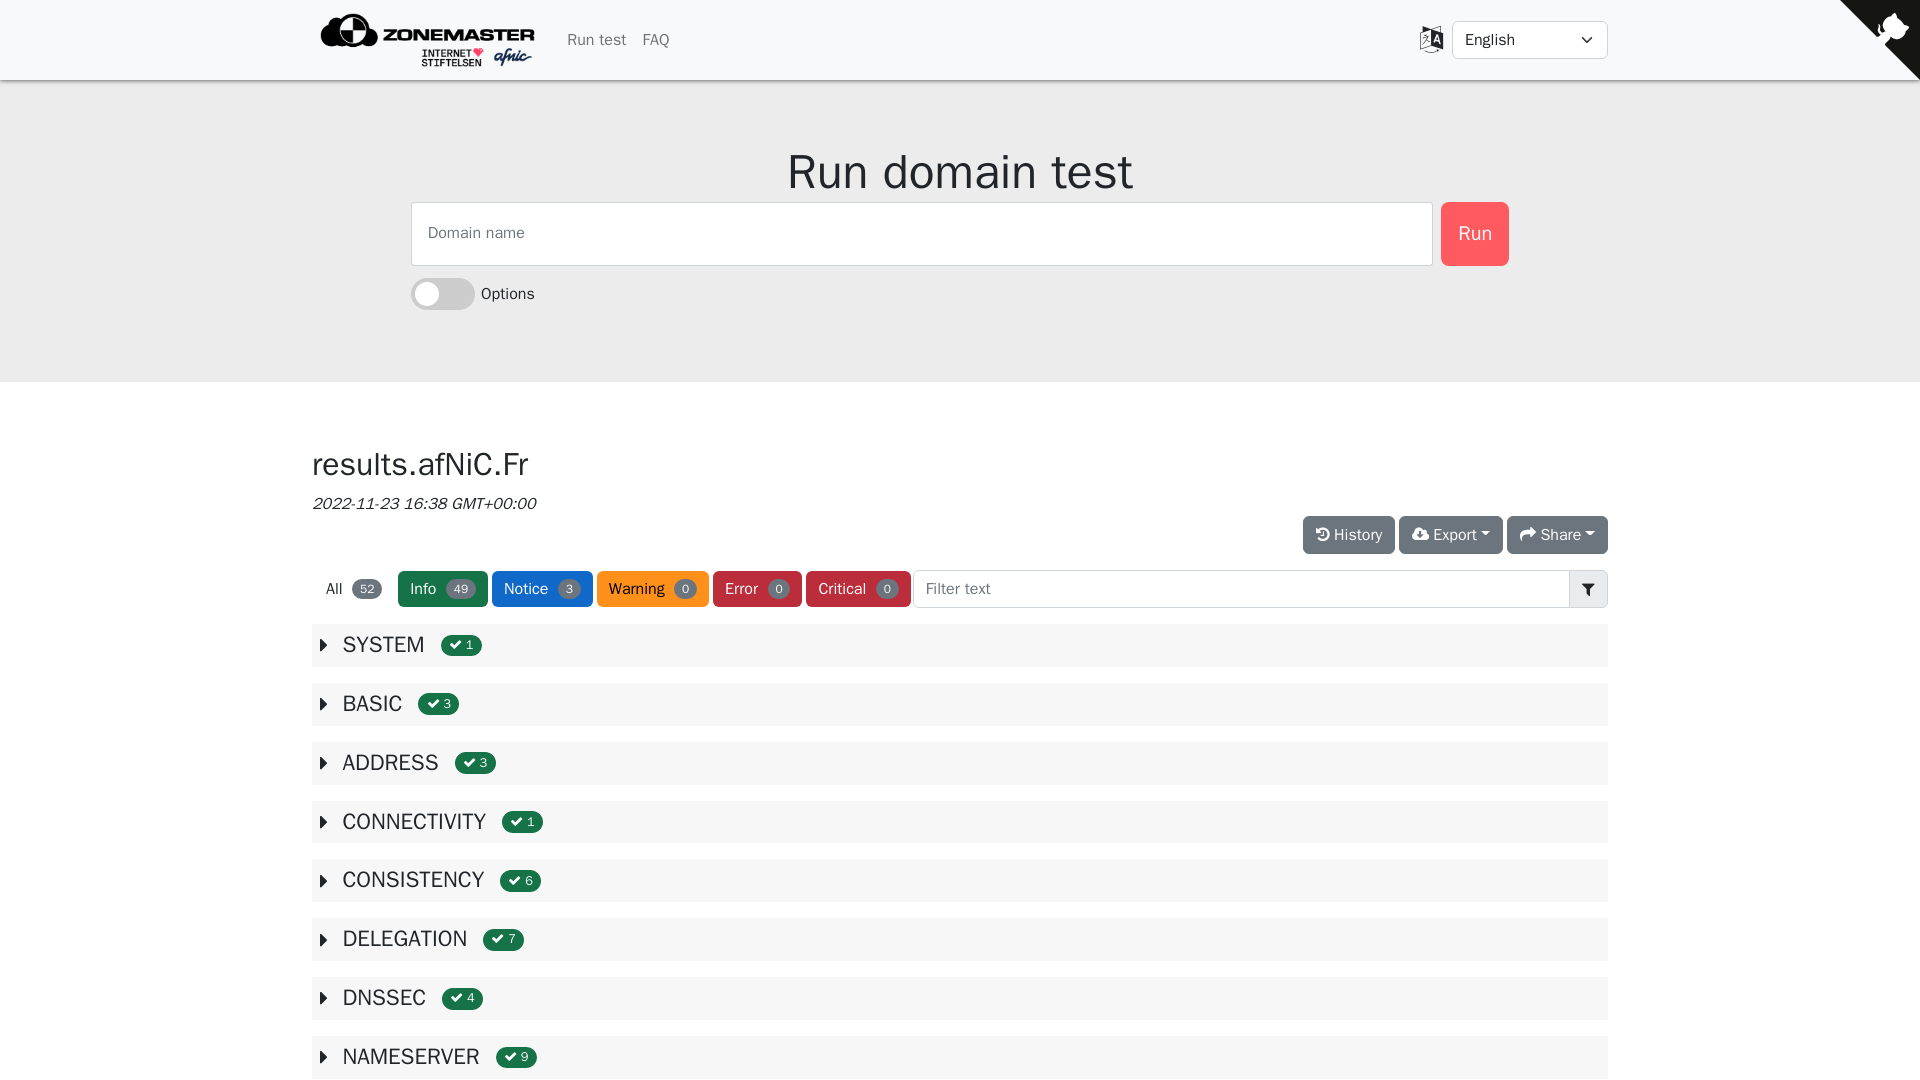 ZONEMASTER
INTERNET
STIFTELSEN
afnic
Run test
FAQ
English
Run domain test
Domain name
Run
Options
results.afNiC.Fr
2022-11-23 16:38 GMT+00:00
History
Export
Share
All 52
Info 49
Notice 3
Warning 0
Error 0
Critical 0
Filter text
SYSTEM 1
BASIC 3
ADDRESS 3
CONNECTIVITY 1
CONSISTENCY 6
DELEGATION 7
DNSSEC 4
NAMESERVER 9